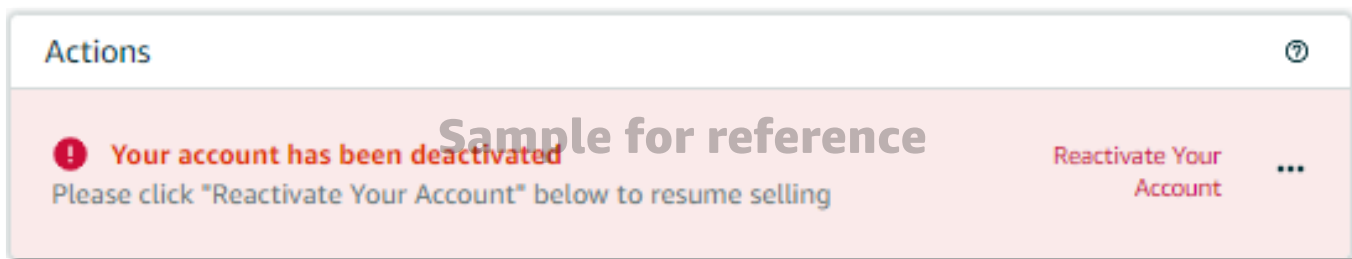 Actions
Sample for reference
Your account has been deactivated
Please click "Reactivate Your Account" below to resume selling
Reactivate Your
Account